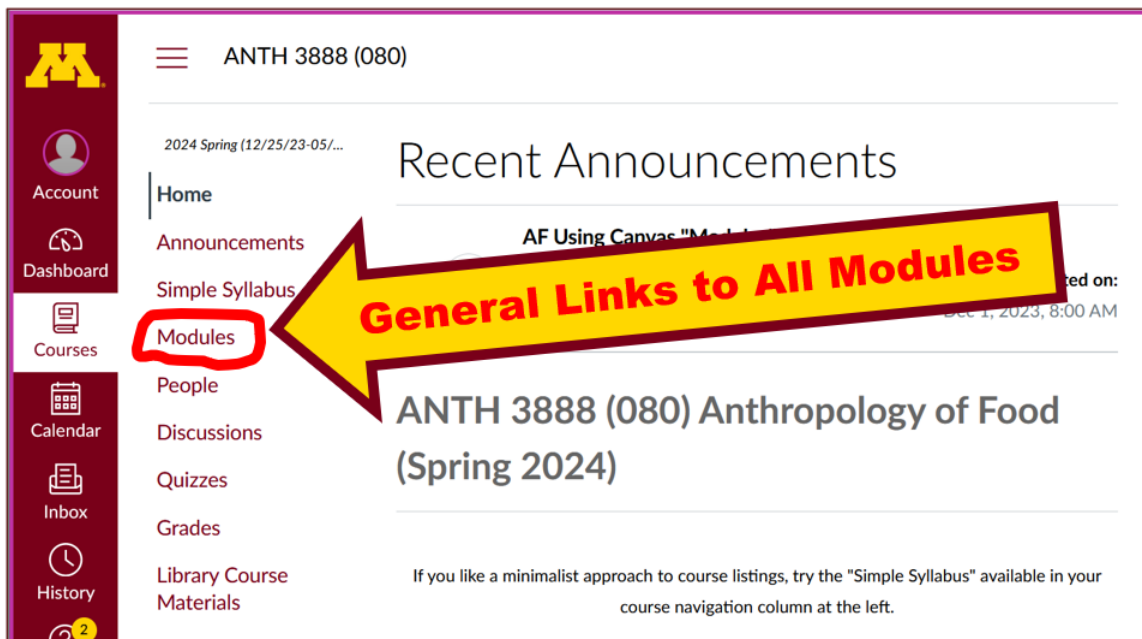 M
ANTH 3888 (080)
Account
Dashboard
Courses
Calendar
Inbox
History
2
2024 Spring (12/25/23-05/...
Home
Announcements
Simple Syllabus
Modules
People
Discussions
Quizzes
Grades
Library Course
Materials
Recent Announcements
AF Using Canvas
General Links to All Modules
ted on:
Dec 1, 2023, 8:00 AM
ANTH 3888 (080) Anthropology of Food
(Spring 2024)
If you like a minimalist approach to course listings, try the "Simple Syllabus" available in your
course navigation column at the left.